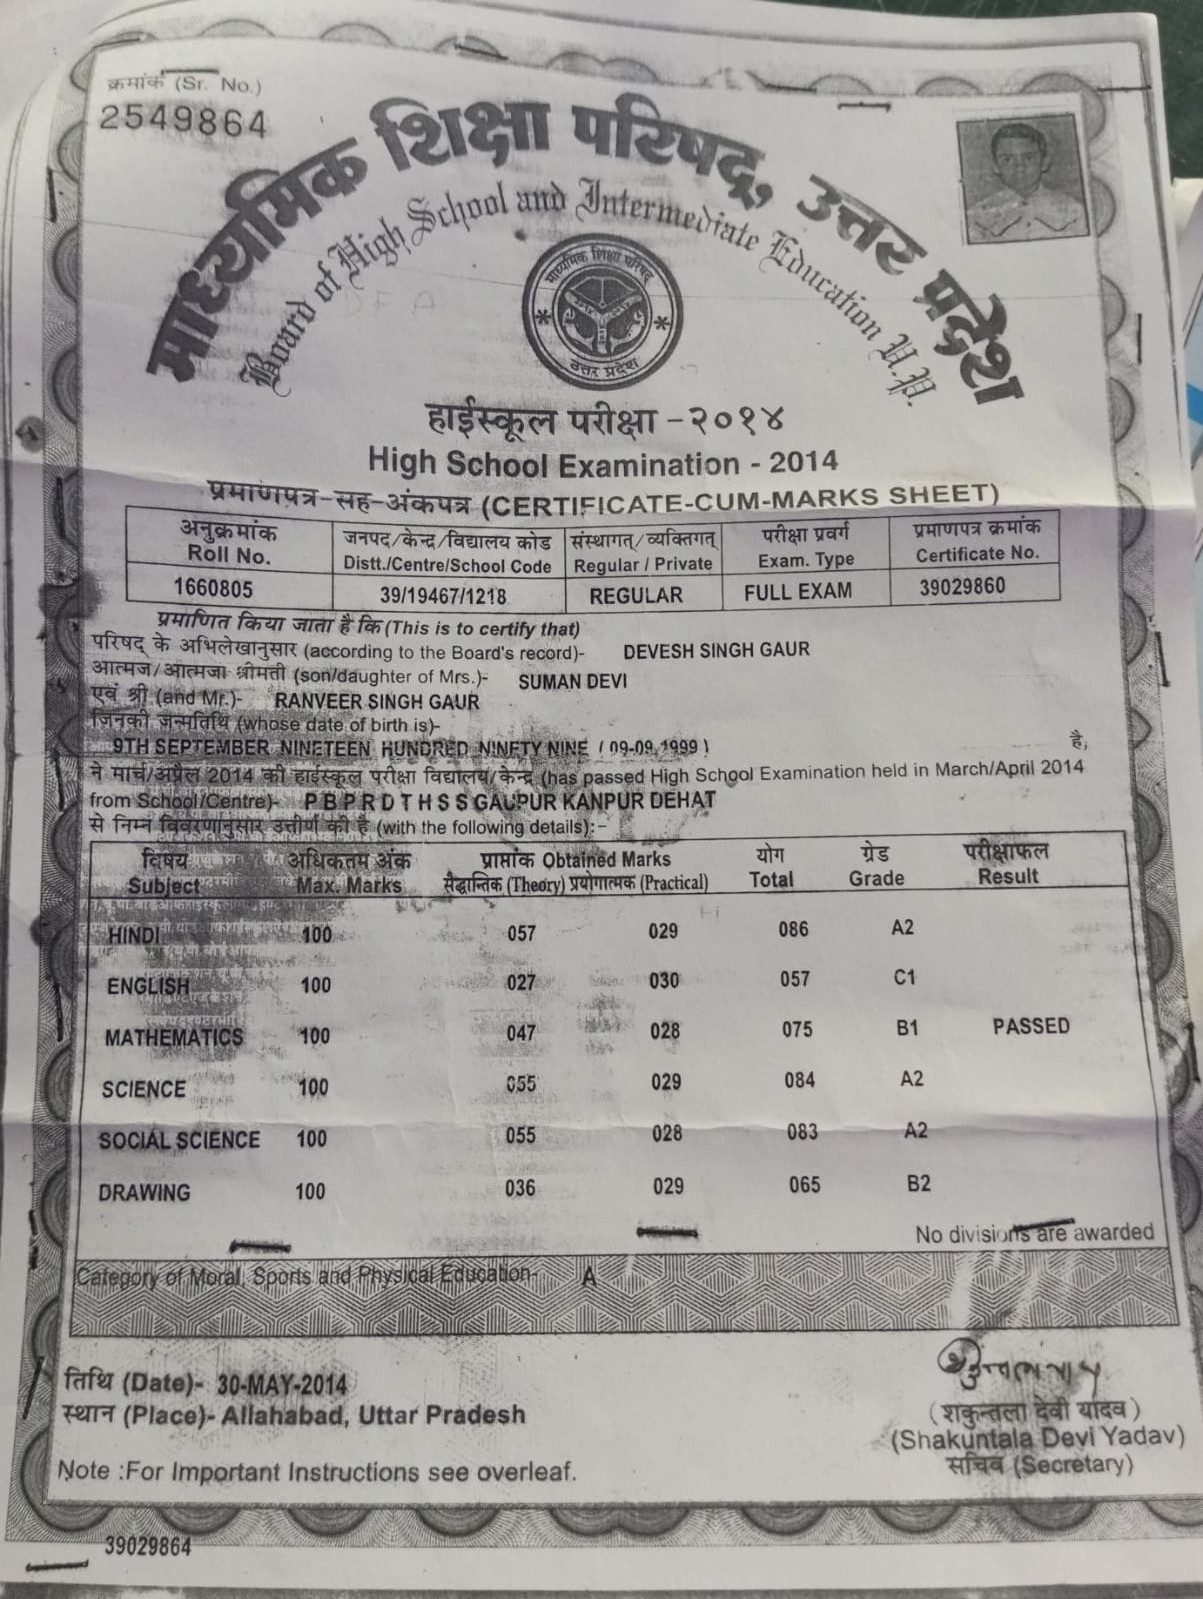 क्रमांक (Sr. No.)
2549864
माध्यमिक शिक्षा परिषद्, उत्तर प्रदेश
Board of High School and Intermediate Education U.P.
माध्यमिक शिक्षा परिषद्
उत्तर प्रदेश
हाईस्कूल परीक्षा - २०१४
High School Examination - 2014
प्रमाणपत्र-सह-अंकपत्र (CERTIFICATE-CUM-MARKS SHEET)
अनुक्रमांक जनपद/केन्द्र/विद्यालय कोड संस्थागत/व्यक्तिगत् परीक्षा प्रवर्ग प्रमाणपत्र क्रमांक
Roll No. Distt./Centre/School Code Regular / Private Exam. Type Certificate No.
1660805 39/19467/1218 REGULAR FULL EXAM 39029860
प्रमाणित किया जाता है कि (This is to certify that)
परिषद् के अभिलेखानुसार (according to the Board's record)- DEVESH SINGH GAUR
आत्मज/आत्मजा श्रीमती (son/daughter of Mrs.)- SUMAN DEVI
एवं श्री (and Mr.)- RANVEER SINGH GAUR
जिनकी जन्मतिथि (whose date of birth is)-
9TH SEPTEMBER NINETEEN HUNDRED NINETY NINE ( 09-09-1999 ) है,
ने मार्च/अप्रैल 2014 की हाईस्कूल परीक्षा विद्यालय/केन्द्र (has passed High School Examination held in March/April 2014
from School/Centre)- P B P R D T H S S GAUPUR KANPUR DEHAT
से निम्न विवरणानुसार उत्तीर्ण की है (with the following details):-
विषय अधिकतम अंक प्राप्तांक Obtained Marks योग ग्रेड परीक्षाफल
Subject Max. Marks सैद्धान्तिक (Theory) प्रयोगात्मक (Practical) Total Grade Result
HINDI 100 057 029 086 A2
ENGLISH 100 027 030 057 C1
MATHEMATICS 100 047 028 075 B1 PASSED
SCIENCE 100 055 029 084 A2
SOCIAL SCIENCE 100 055 028 083 A2
DRAWING 100 036 029 065 B2
No divisions are awarded
Category of Moral, Sports and Physical Education- A
तिथि (Date)- 30-MAY-2014
स्थान (Place)- Allahabad, Uttar Pradesh
(शकुन्तला देवी यादव)
(Shakuntala Devi Yadav)
सचिव (Secretary)
Note :For Important Instructions see overleaf.
39029864